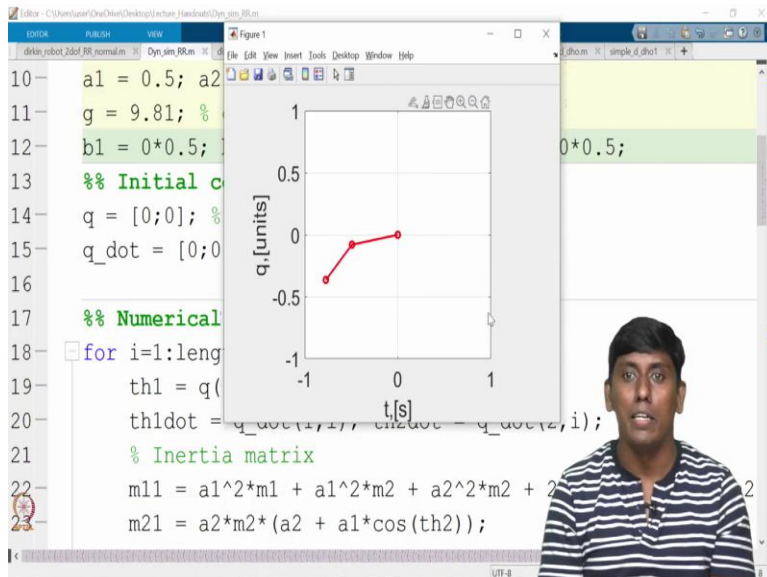 Editor - C:\Users\user\OneDrive\Desktop\Lecture_Handouts\Dyn_sim_RR.m
EDITOR PUBLISH VIEW
dirkin_robot_2dof_RR_normal.m Dyn_sim_RR.m d_dho.m simple_d_dho1
Figure 1
File Edit View Insert Tools Desktop Window Help
10 a1 = 0.5; a2
11 g = 9.81; %
12 b1 = 0*0.5; 0*0.5;
13 %% Initial c
14 q = [0;0]; %
15 q_dot = [0;0
16
17 %% Numerical
18 for i=1:leng
19 th1 = q(
20 th1dot = q_dot(1,i); th2dot = q_dot(2,i);
21 % Inertia matrix
22 m11 = a1^2*m1 + a1^2*m2 + a2^2*m2 + 2 2
23 m21 = a2*m2*(a2 + a1*cos(th2));
1
0.5
0
-0.5
-1
q,[units]
-1 0 1
t,[s]
UTF-8